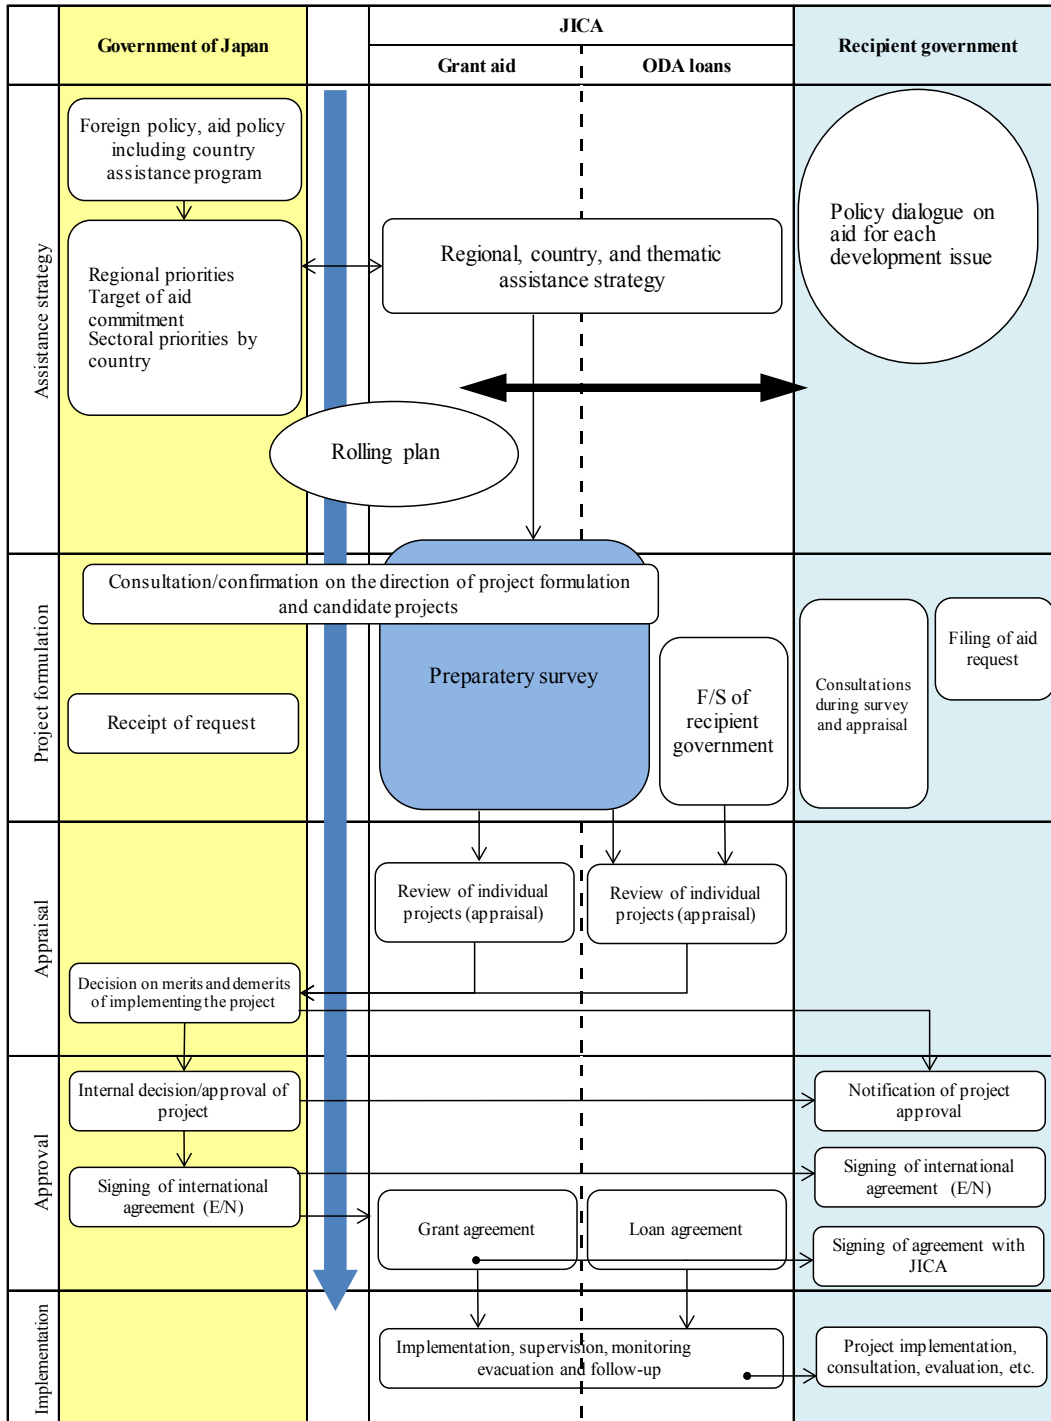 Government of Japan
JICA
Grant aid
ODA loans
Recipient government
Assistance strategy
Foreign policy, aid policy
including country
assistance program
Regional priorities
Target of aid
commitment
Sectoral priorities by
country
Regional, country, and thematic
assistance strategy
Policy dialogue on
aid for each
development issue
Rolling plan
Project formulation
Consultation/confirmation on the direction of project formulation
and candidate projects
Preparatery survey
Receipt of request
F/S of
recipient
government
Consultations
during survey
and appraisal
Filing of aid
request
Appraisal
Review of individual
projects (appraisal)
Review of individual
projects (appraisal)
Decision on merits and demerits
of implementing the project
Approval
Internal decision/approval of
project
Notification of project
approval
Signing of international
agreement (E/N)
Signing of international
agreement (E/N)
Grant agreement
Loan agreement
Signing of agreement with
JICA
Implementation
Implementation, supervision, monitoring
evacuation and follow-up
Project implementation,
consultation, evaluation, etc.